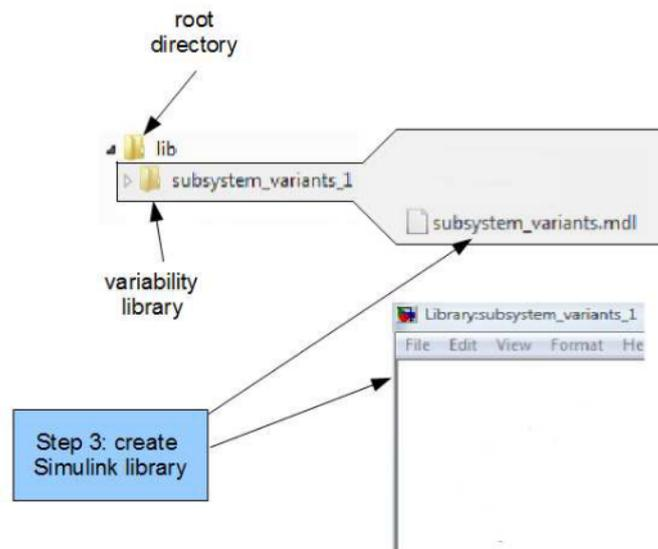 root
directory
lib
subsystem_variants_1
subsystem_variants.mdl
variability
library
Library:subsystem_variants_1
File Edit View Format He
Step 3: create
Simulink library